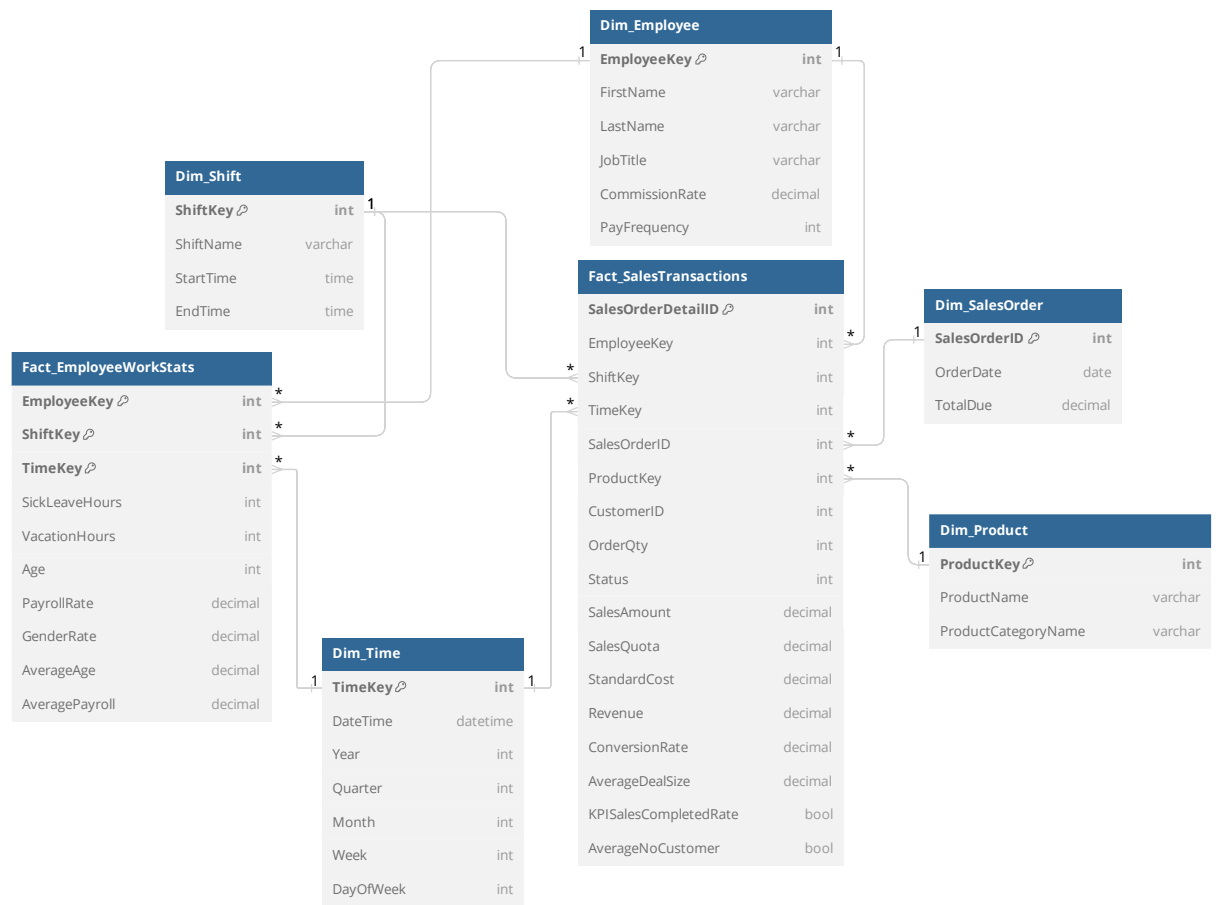 Dim_Employee
EmployeeKey int
FirstName varchar
LastName varchar
JobTitle varchar
CommissionRate decimal
PayFrequency int
1
1
Dim_Shift
ShiftKey int
ShiftName varchar
StartTime time
EndTime time
1
Fact_SalesTransactions
SalesOrderDetailID int
EmployeeKey int
ShiftKey int
TimeKey int
SalesOrderID int
ProductKey int
CustomerID int
OrderQty int
Status int
SalesAmount decimal
SalesQuota decimal
StandardCost decimal
Revenue decimal
ConversionRate decimal
AverageDealSize decimal
KPISalesCompletedRate bool
AverageNoCustomer bool
*
*
*
*
*
Dim_SalesOrder
SalesOrderID int
OrderDate date
TotalDue decimal
1
Fact_EmployeeWorkStats
EmployeeKey int
ShiftKey int
TimeKey int
SickLeaveHours int
VacationHours int
Age int
PayrollRate decimal
GenderRate decimal
AverageAge decimal
AveragePayroll decimal
*
*
*
Dim_Product
ProductKey int
ProductName varchar
ProductCategoryName varchar
1
Dim_Time
TimeKey int
DateTime datetime
Year int
Quarter int
Month int
Week int
DayOfWeek int
1
1